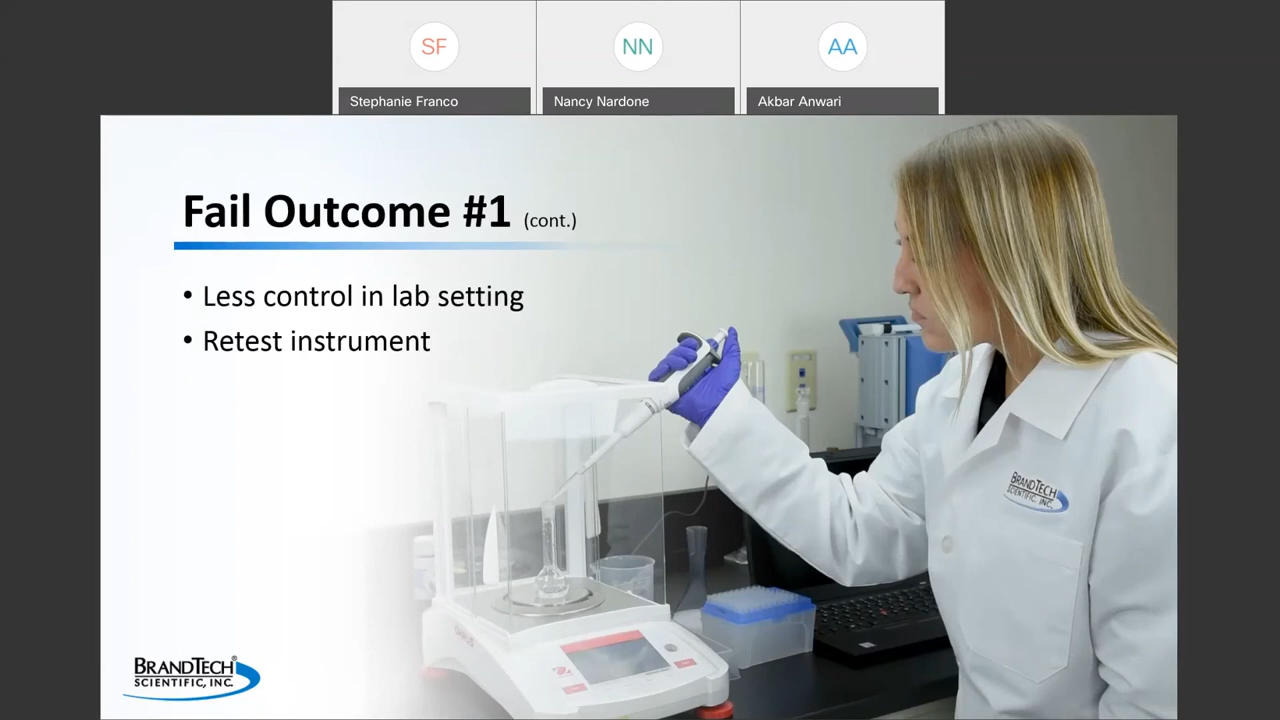 SF
NN
AA
Stephanie Franco
Nancy Nardone
Akbar Anwari
Fail Outcome #1 (cont.)
• Less control in lab setting
• Retest instrument
BRANDTECH
SCIENTIFIC, INC.
BRANDTECH®
SCIENTIFIC, INC.